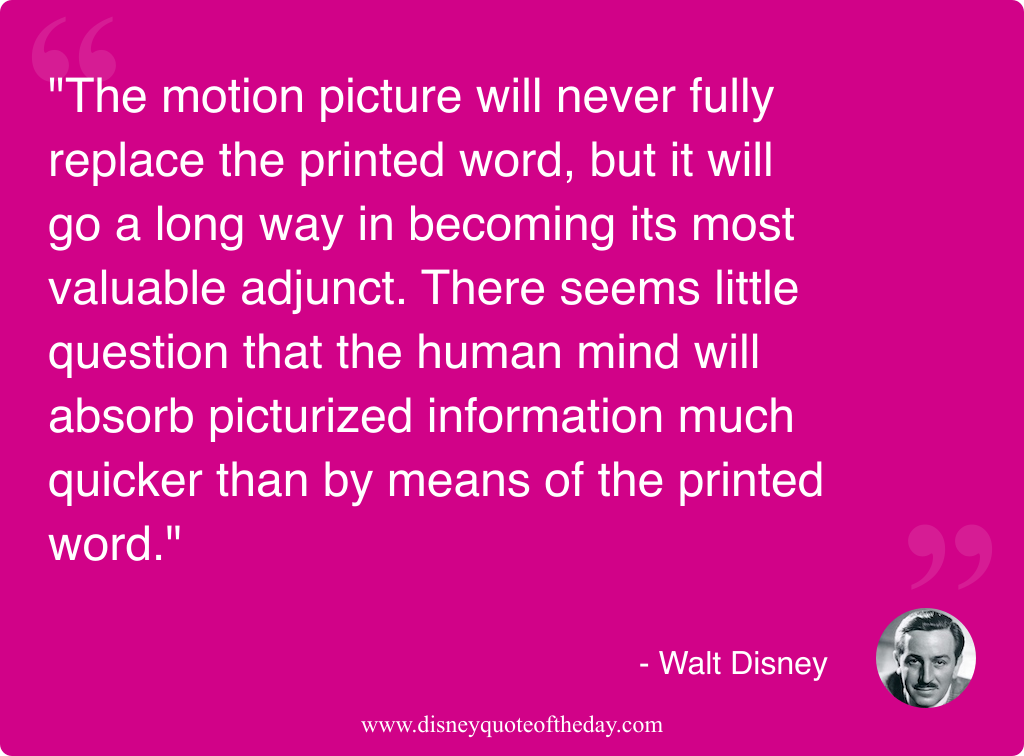 "The motion picture will never fully
replace the printed word, but it will
go a long way in becoming its most
valuable adjunct. There seems little
question that the human mind will
absorb picturized information much
quicker than by means of the printed
word."
- Walt Disney
www.disneyquoteoftheday.com